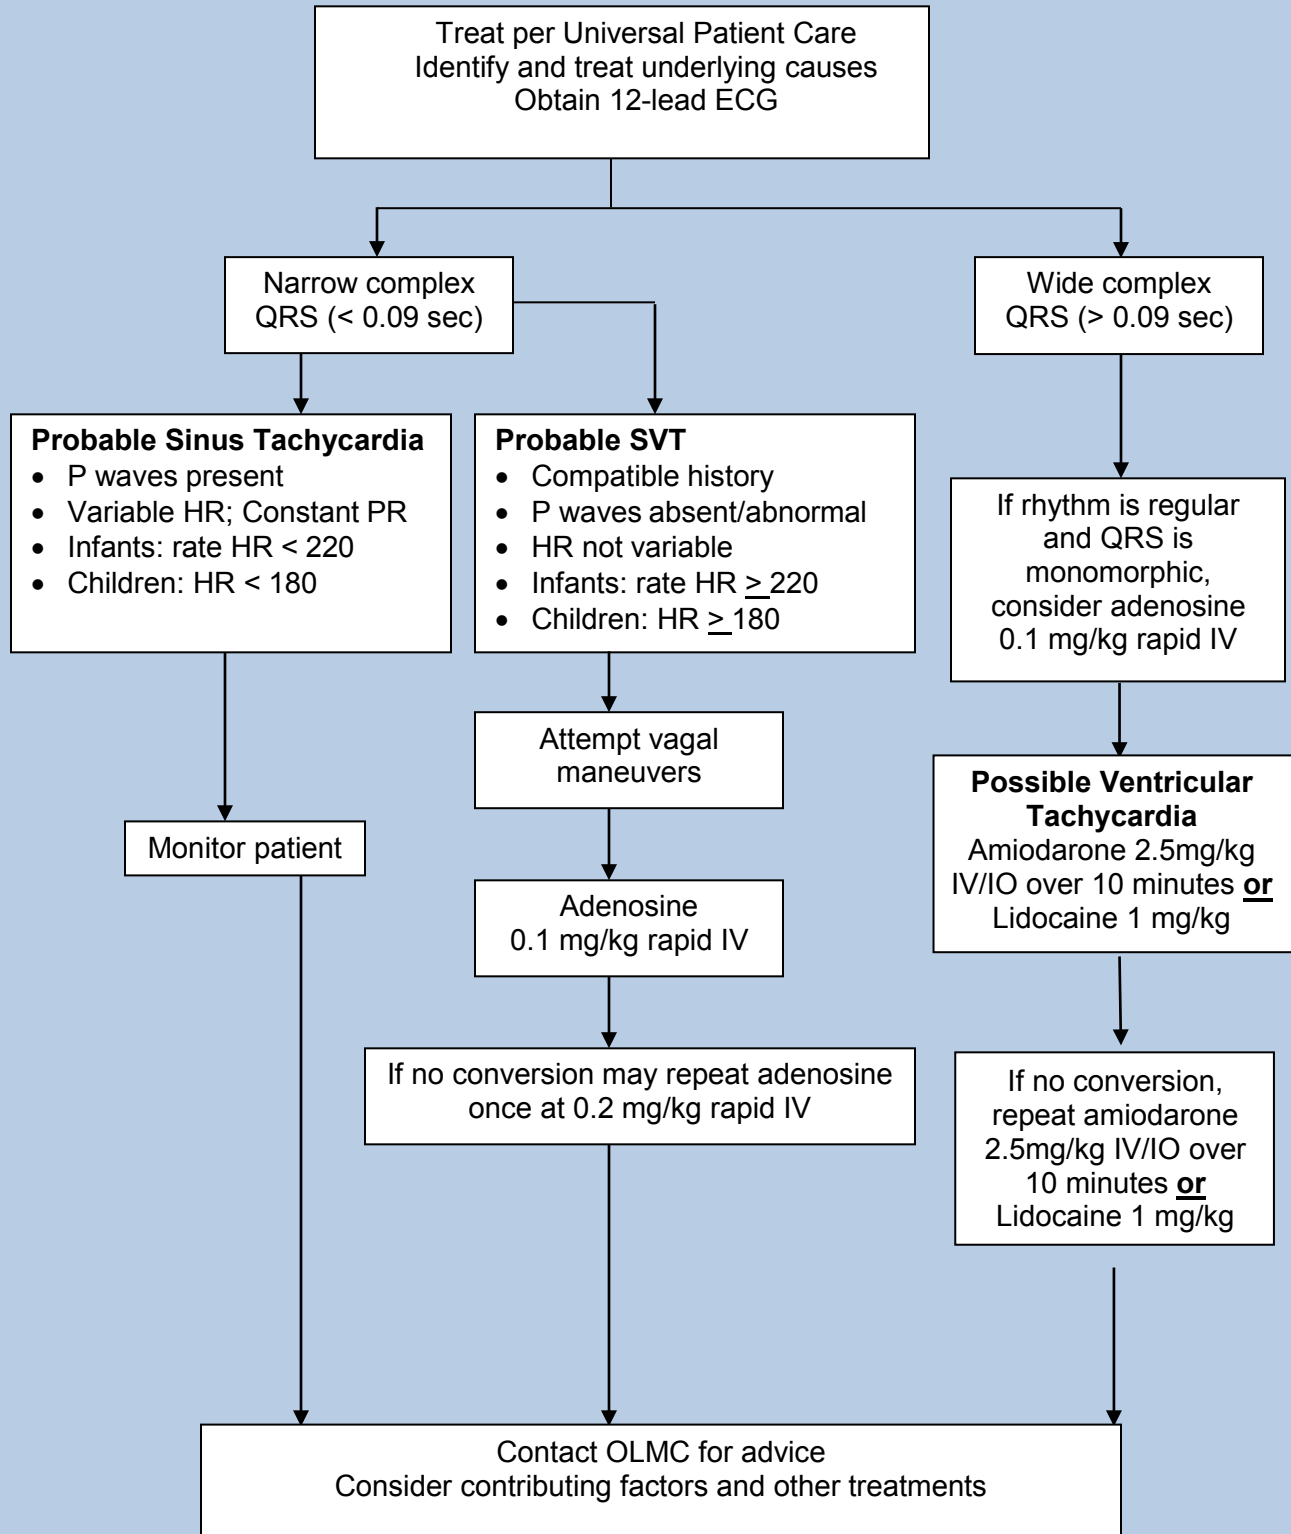 Treat per Universal Patient Care
Identify and treat underlying causes
Obtain 12-lead ECG
Narrow complex
QRS (< 0.09 sec)
Wide complex
QRS (> 0.09 sec)
Probable Sinus Tachycardia
• P waves present
• Variable HR; Constant PR
• Infants: rate HR < 220
• Children: HR < 180
Probable SVT
• Compatible history
• P waves absent/abnormal
• HR not variable
• Infants: rate HR > 220
• Children: HR > 180
If rhythm is regular
and QRS is
monomorphic,
consider adenosine
0.1 mg/kg rapid IV
Attempt vagal
maneuvers
Monitor patient
Possible Ventricular
Tachycardia
Amiodarone 2.5mg/kg
IV/IO over 10 minutes or
Lidocaine 1 mg/kg
Adenosine
0.1 mg/kg rapid IV
If no conversion may repeat adenosine
once at 0.2 mg/kg rapid IV
If no conversion,
repeat amiodarone
2.5mg/kg IV/IO over
10 minutes or
Lidocaine 1 mg/kg
Contact OLMC for advice
Consider contributing factors and other treatments